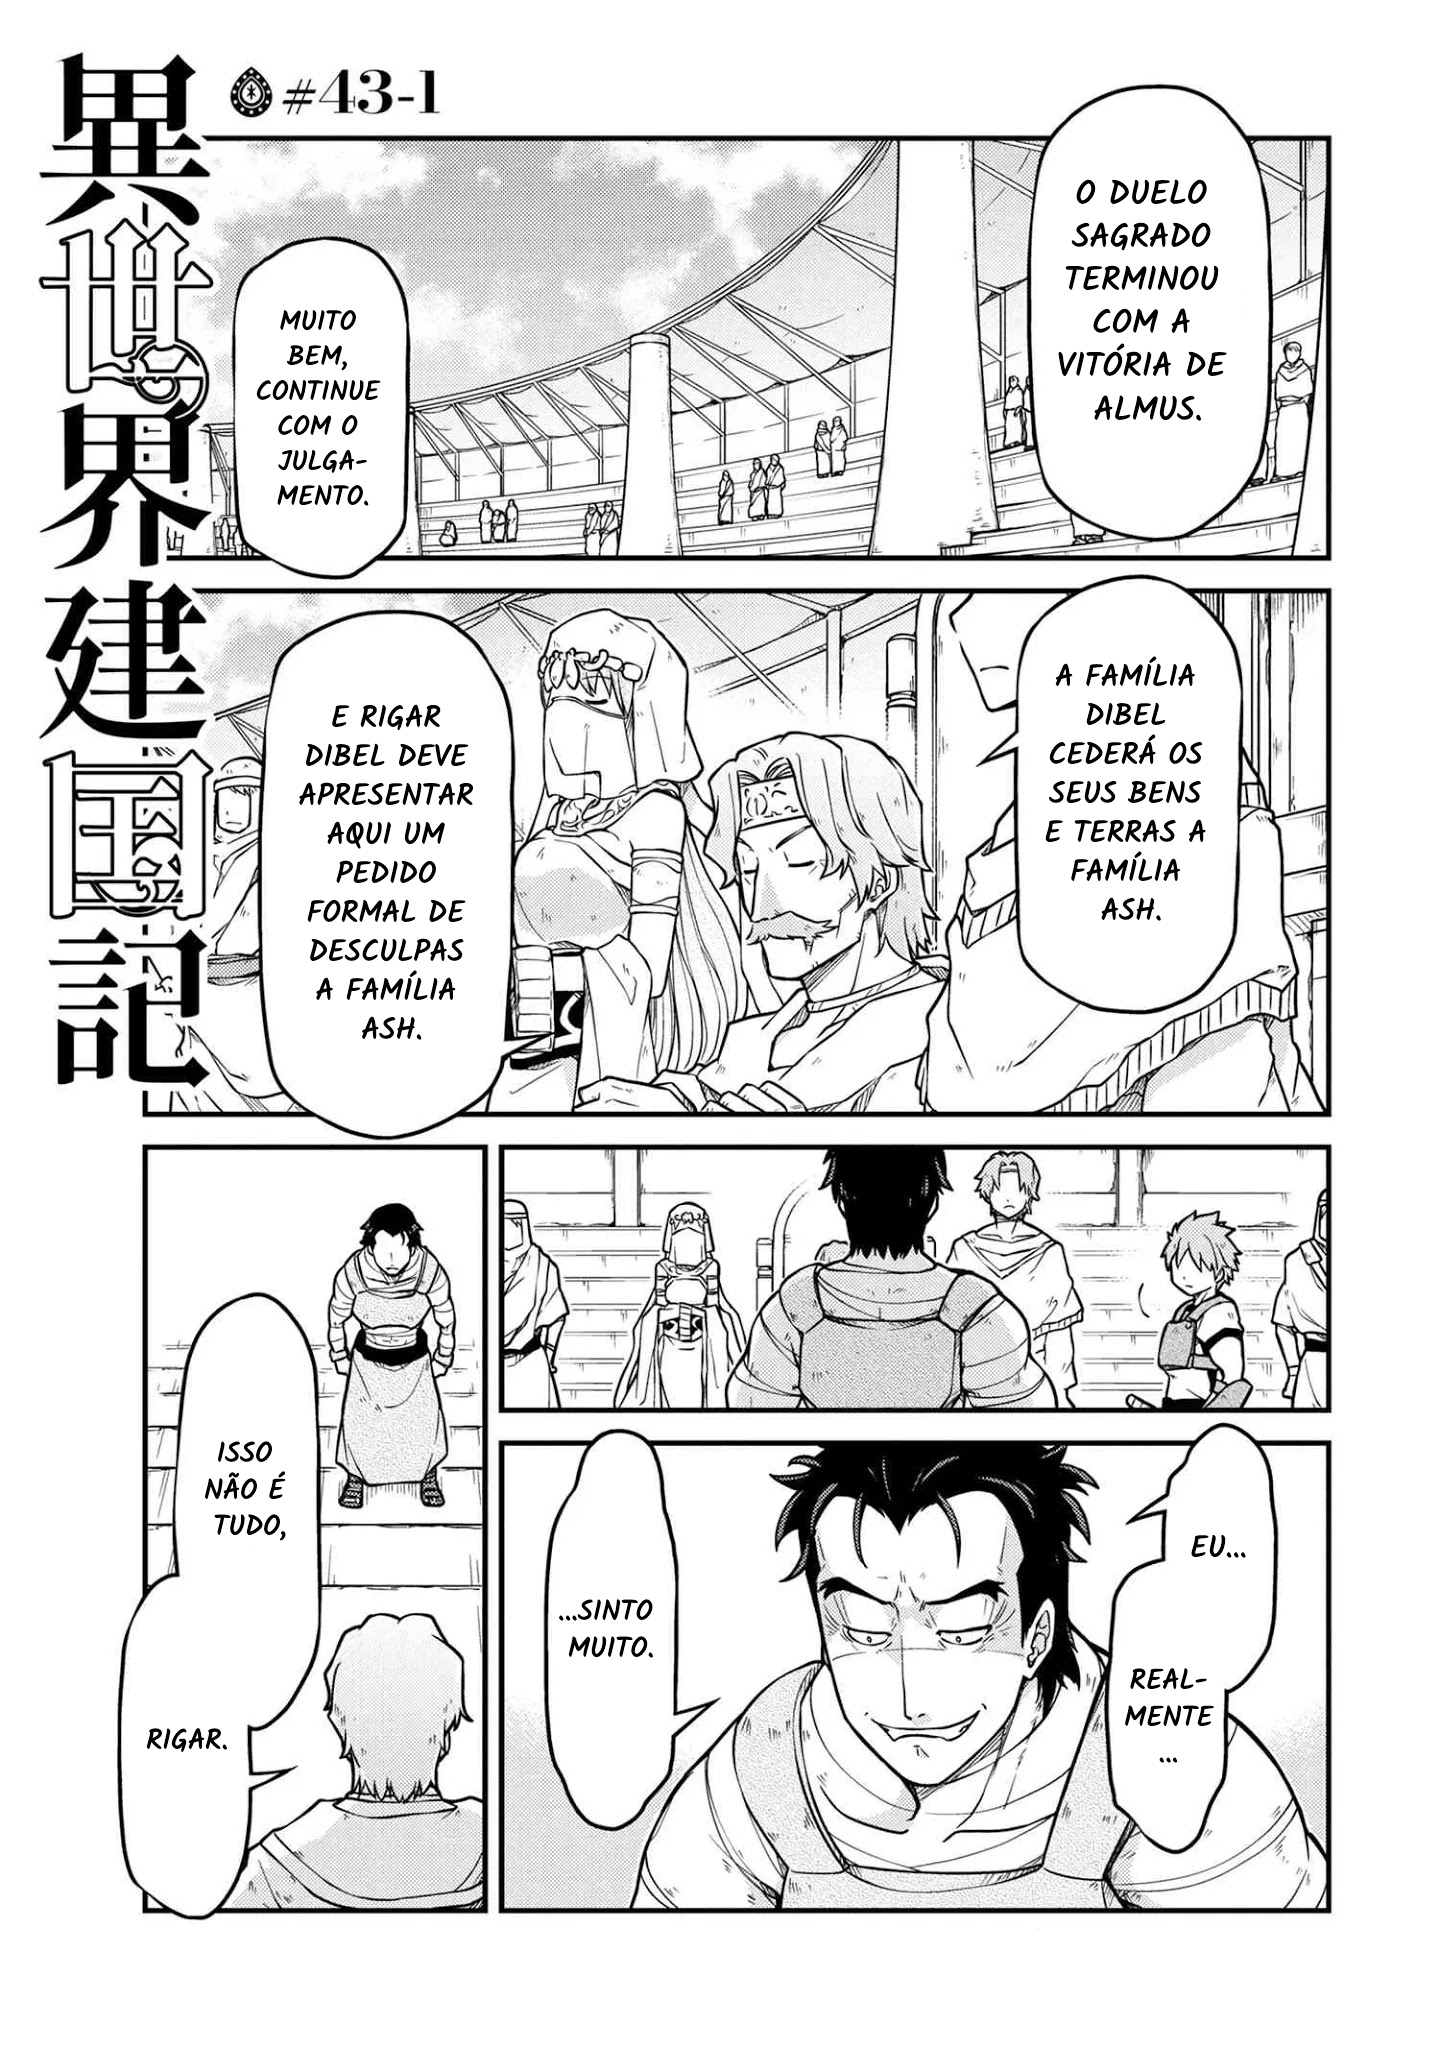 異世界建国記
#43-1
O DUELO
SAGRADO
TERMINOU
COM A
VITÓRIA DE
ALMUS.
MUITO
BEM,
CONTINUE
COM O
JULGA-
MENTO.
A FAMÍLIA
DIBEL
CEDERÁ OS
SEUS BENS
E TERRAS A
FAMÍLIA
ASH.
E RIGAR
DIBEL DEVE
APRESENTAR
AQUI UM
PEDIDO
FORMAL DE
DESCULPAS
A FAMÍLIA
ASH.
EU...
REAL-
MENTE
...
...SINTO
MUITO.
ISSO
NÃO É
TUDO,
RIGAR.